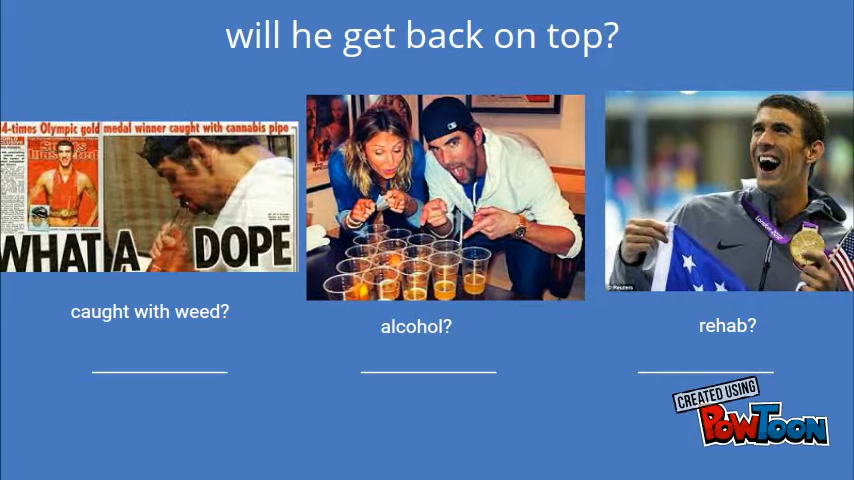 will he get back on top?
4-times Olympic gold medal winner caught with cannabis pipe
WHAT A DOPE
London 2012
© Reuters
caught with weed?
alcohol?
rehab?
CREATED USING
POWTOON